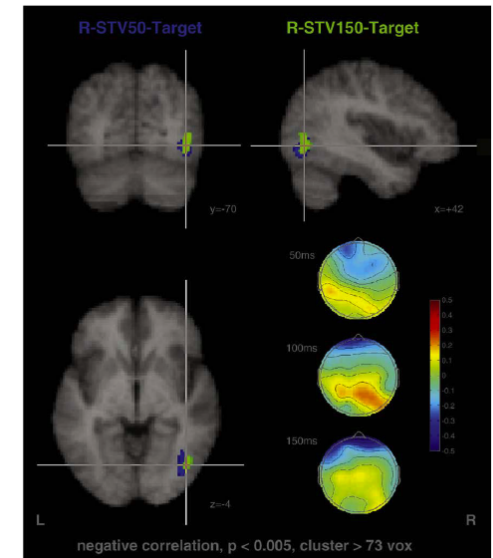 R-STV50-Target R-STV150-Target
y=-70 x=+42
50ms
100ms
150ms
0.5
0.4
0.3
0.2
0.1
0
-0.1
-0.2
-0.3
-0.4
-0.5
z=-4
L R
negative correlation, p < 0.005, cluster > 73 vox